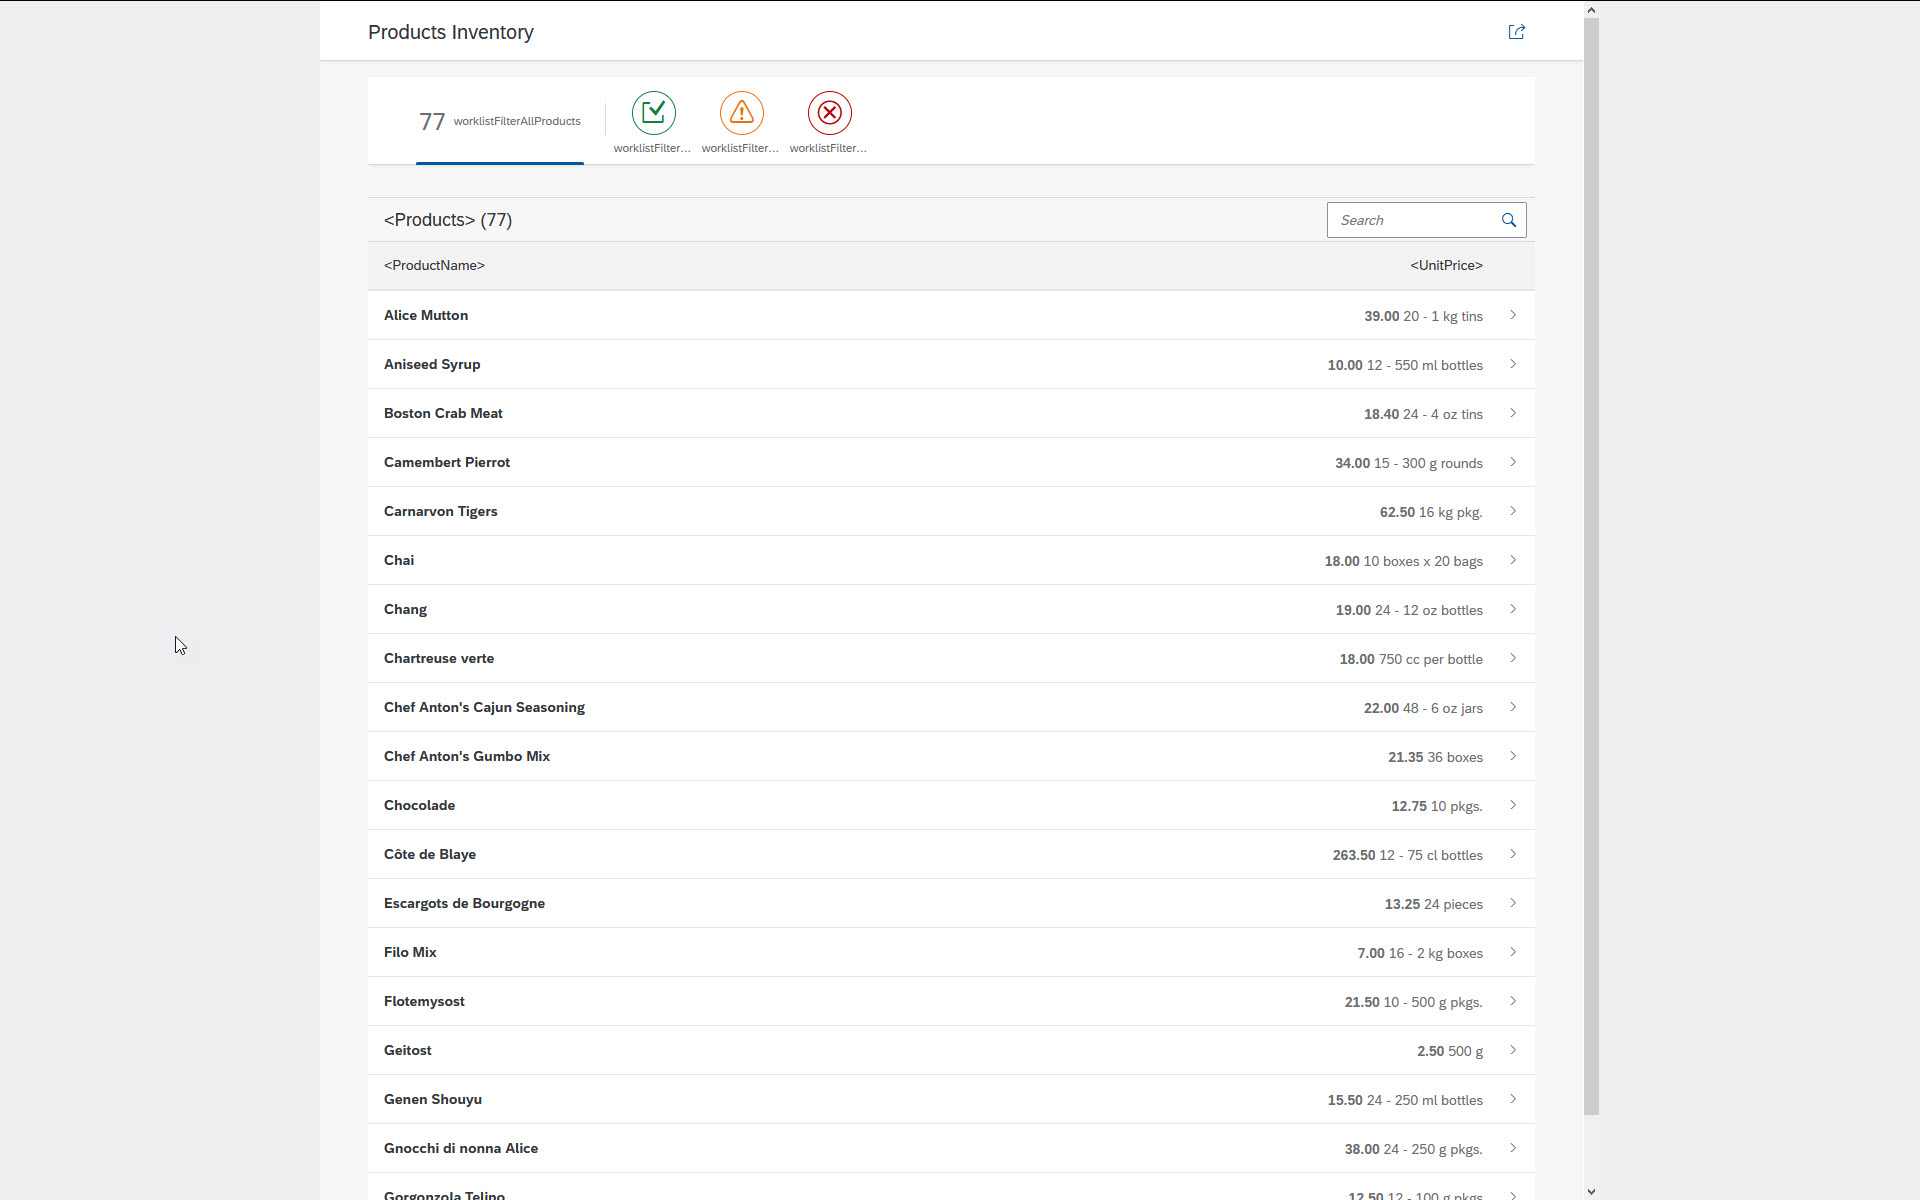 Products Inventory
77 worklistFilterAllProducts
worklistFilter... worklistFilter... worklistFilter...
<Products> (77)
Search
<ProductName> <UnitPrice>
Alice Mutton 39.00 20 - 1 kg tins
Aniseed Syrup 10.00 12 - 550 ml bottles
Boston Crab Meat 18.40 24 - 4 oz tins
Camembert Pierrot 34.00 15 - 300 g rounds
Carnarvon Tigers 62.50 16 kg pkg.
Chai 18.00 10 boxes x 20 bags
Chang 19.00 24 - 12 oz bottles
Chartreuse verte 18.00 750 cc per bottle
Chef Anton's Cajun Seasoning 22.00 48 - 6 oz jars
Chef Anton's Gumbo Mix 21.35 36 boxes
Chocolade 12.75 10 pkgs.
Côte de Blaye 263.50 12 - 75 cl bottles
Escargots de Bourgogne 13.25 24 pieces
Filo Mix 7.00 16 - 2 kg boxes
Flotemysost 21.50 10 - 500 g pkgs.
Geitost 2.50 500 g
Genen Shouyu 15.50 24 - 250 ml bottles
Gnocchi di nonna Alice 38.00 24 - 250 g pkgs.
Gorgonzola Telino 12.50 12 - 100 g pkgs